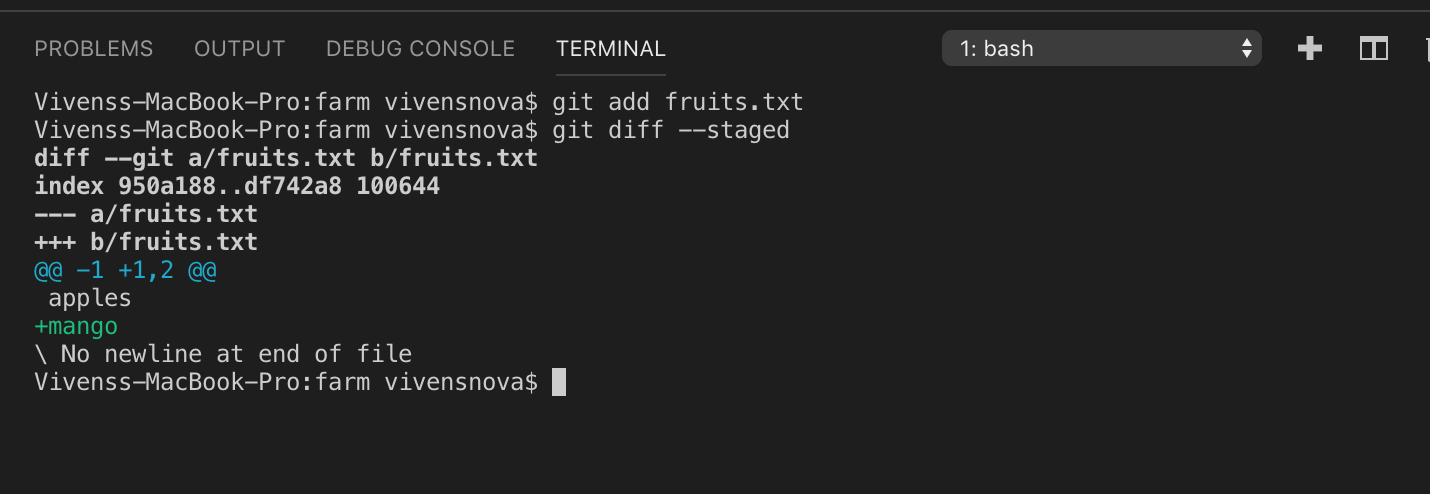 PROBLEMS OUTPUT DEBUG CONSOLE TERMINAL 1: bash
Vivenss-MacBook-Pro:farm vivensnova$ git add fruits.txt
Vivenss-MacBook-Pro:farm vivensnova$ git diff --staged
diff --git a/fruits.txt b/fruits.txt
index 950a188..df742a8 100644
--- a/fruits.txt
+++ b/fruits.txt
@@ -1 +1,2 @@
 apples
+mango
\ No newline at end of file
Vivenss-MacBook-Pro:farm vivensnova$